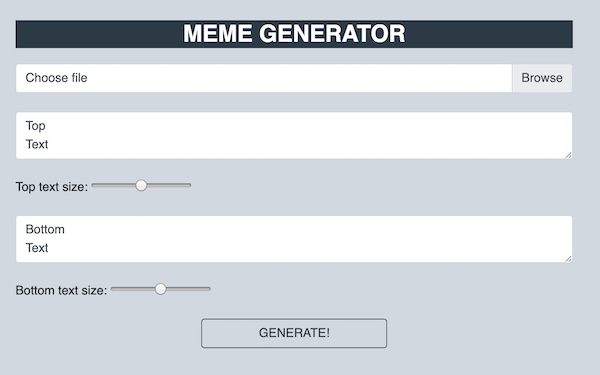 MEME GENERATOR
Choose file Browse
Top
Text
Top text size:
Bottom
Text
Bottom text size:
GENERATE!